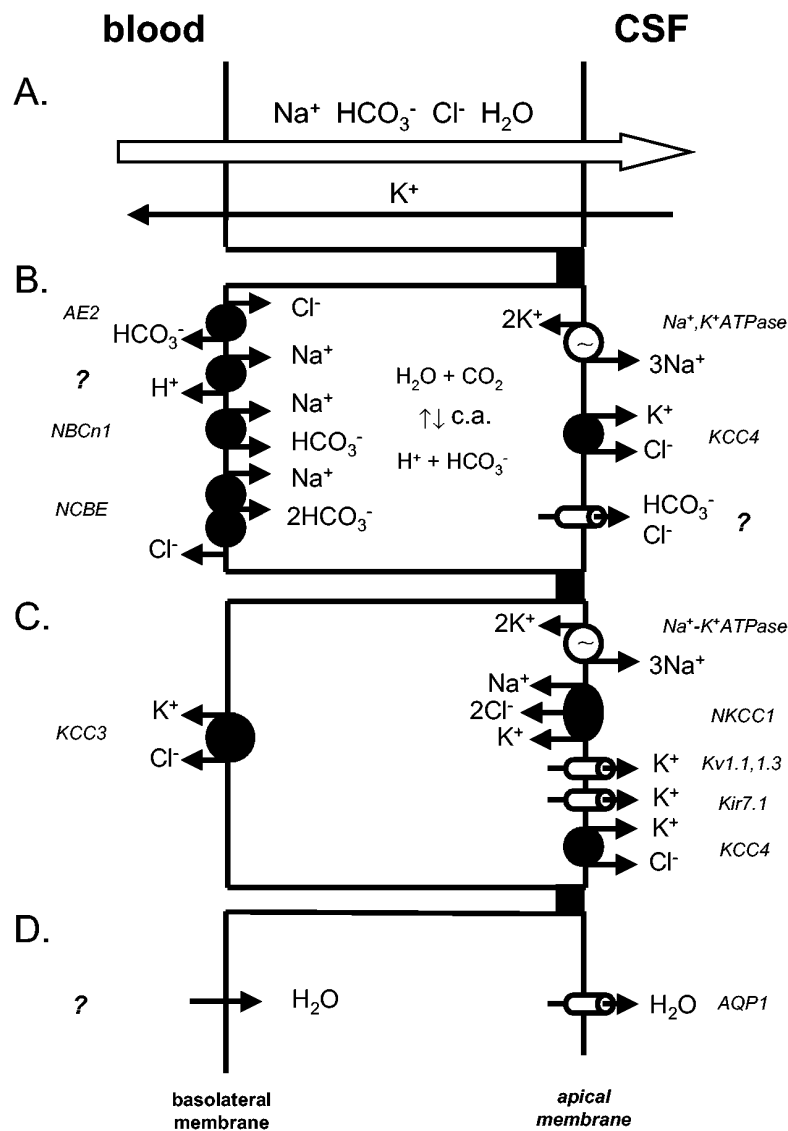 blood CSF
A.
Na⁺ HCO₃⁻ Cl⁻ H₂O
K⁺
B.
AE2
Cl⁻
HCO₃⁻
?
Na⁺
H⁺
NBCn1
Na⁺
HCO₃⁻
NCBE
Na⁺
2HCO₃⁻
Cl⁻
H₂O + CO₂
↑↓ c.a.
H⁺ + HCO₃⁻
2K⁺
~
Na⁺,K⁺ATPase
3Na⁺
K⁺
KCC4
Cl⁻
HCO₃⁻
Cl⁻
?
C.
KCC3
K⁺
Cl⁻
2K⁺
~
Na⁺-K⁺ATPase
3Na⁺
Na⁺
2Cl⁻
K⁺
NKCC1
K⁺ Kv1.1,1.3
K⁺ Kir7.1
K⁺
KCC4
Cl⁻
D.
?
H₂O
H₂O AQP1
basolateral
membrane
apical
membrane